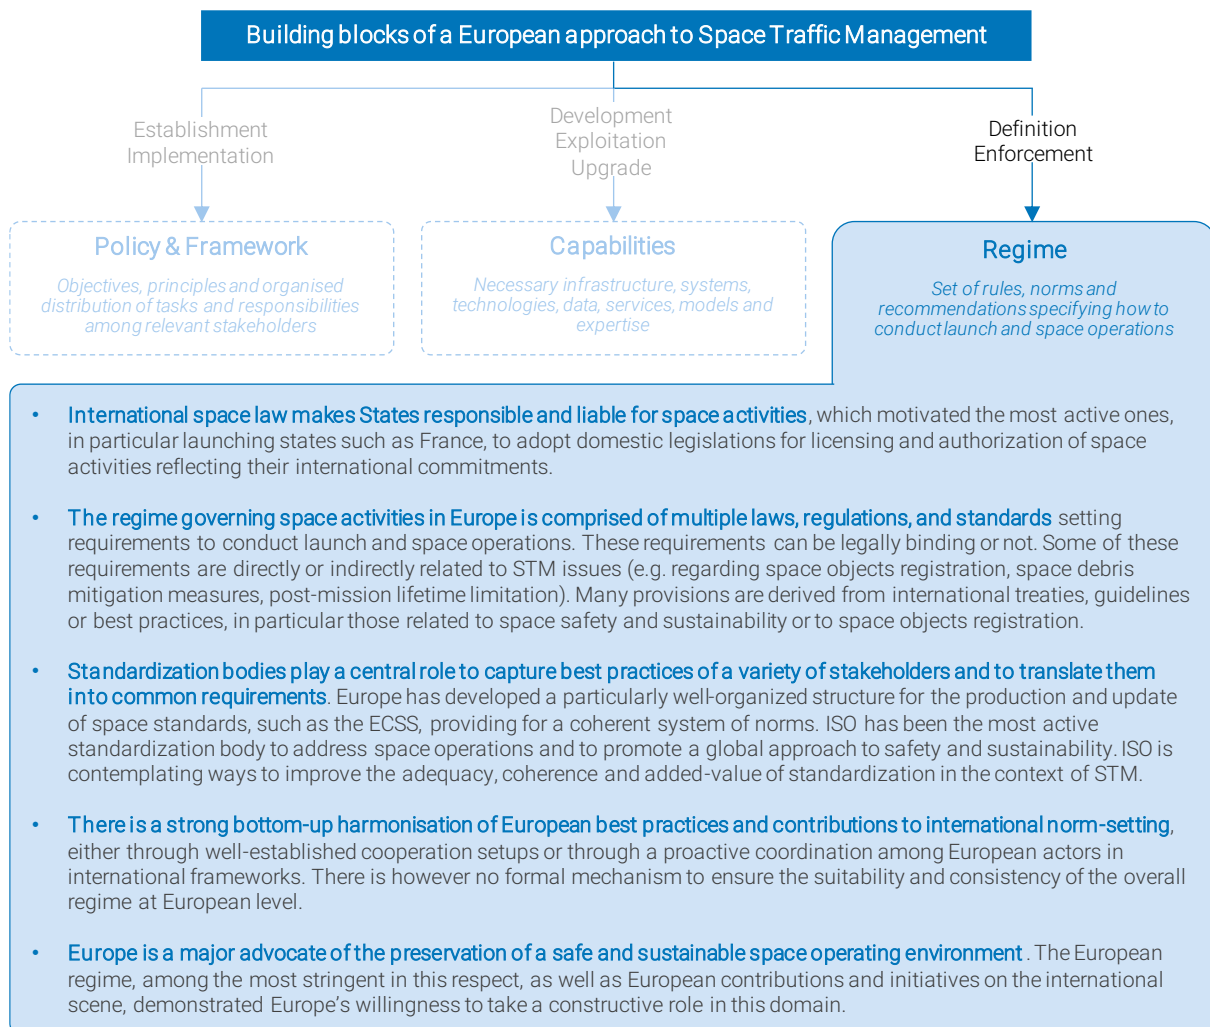 Building blocks of a European approach to Space Traffic Management
Establishment
Implementation
Development
Exploitation
Upgrade
Definition
Enforcement
Policy & Framework
Objectives, principles and organised
distribution of tasks and responsibilities
among relevant stakeholders
Capabilities
Necessary infrastructure, systems,
technologies, data, services, models and
expertise
Regime
Set of rules, norms and
recommendations specifying how to
conduct launch and space operations
• International space law makes States responsible and liable for space activities, which motivated the most active ones,
in particular launching states such as France, to adopt domestic legislations for licensing and authorization of space
activities reflecting their international commitments.
• The regime governing space activities in Europe is comprised of multiple laws, regulations, and standards setting
requirements to conduct launch and space operations. These requirements can be legally binding or not. Some of these
requirements are directly or indirectly related to STM issues (e.g. regarding space objects registration, space debris
mitigation measures, post-mission lifetime limitation). Many provisions are derived from international treaties, guidelines
or best practices, in particular those related to space safety and sustainability or to space objects registration.
• Standardization bodies play a central role to capture best practices of a variety of stakeholders and to translate them
into common requirements. Europe has developed a particularly well-organized structure for the production and update
of space standards, such as the ECSS, providing for a coherent system of norms. ISO has been the most active
standardization body to address space operations and to promote a global approach to safety and sustainability. ISO is
contemplating ways to improve the adequacy, coherence and added-value of standardization in the context of STM.
• There is a strong bottom-up harmonisation of European best practices and contributions to international norm-setting,
either through well-established cooperation setups or through a proactive coordination among European actors in
international frameworks. There is however no formal mechanism to ensure the suitability and consistency of the overall
regime at European level.
• Europe is a major advocate of the preservation of a safe and sustainable space operating environment. The European
regime, among the most stringent in this respect, as well as European contributions and initiatives on the international
scene, demonstrated Europe's willingness to take a constructive role in this domain.